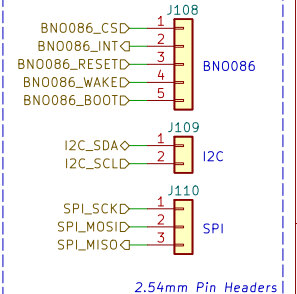 J108
BNO086_CS 1
BNO086_INT 2
BNO086_RESET 3 BNO086
BNO086_WAKE 4
BNO086_BOOT 5
J109
I2C_SDA 1
I2C_SCL 2 I2C
J110
SPI_SCK 1
SPI_MOSI 2 SPI
SPI_MISO 3
2.54mm Pin Headers